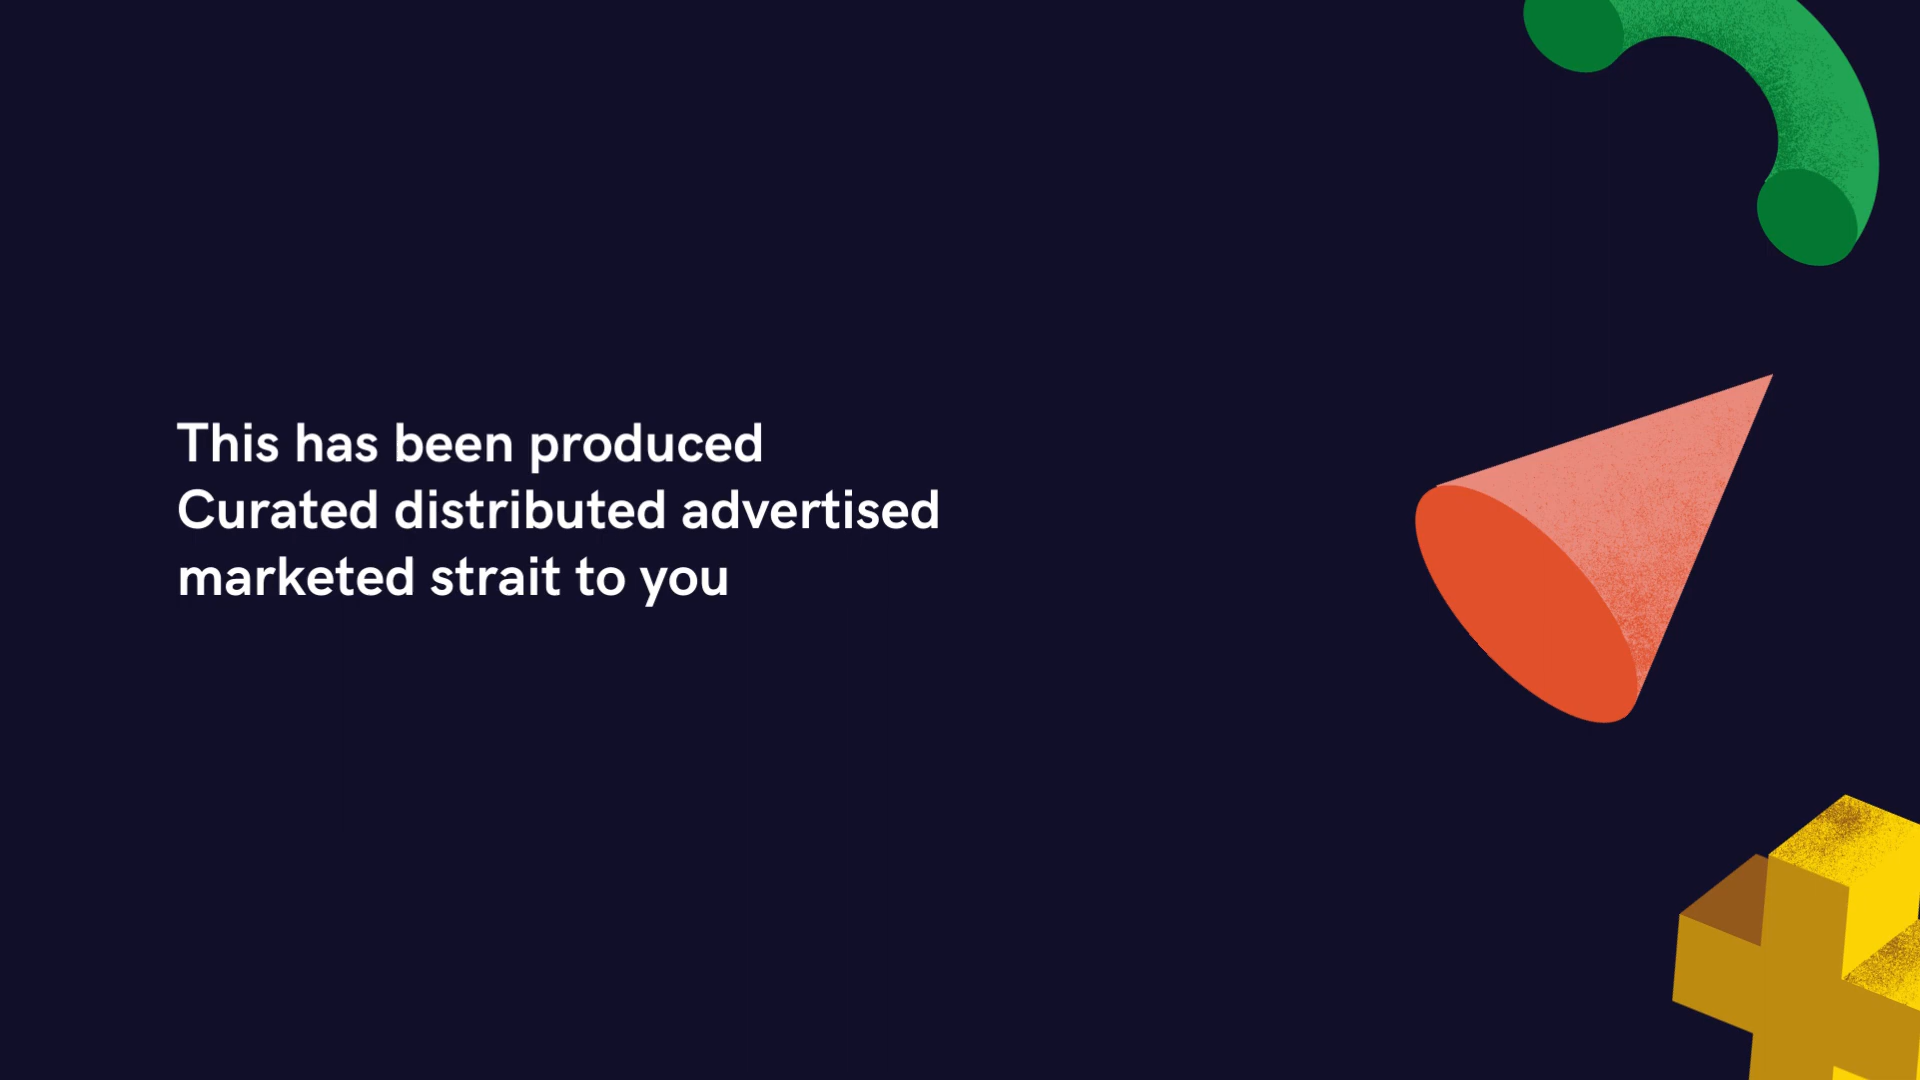 This has been produced
Curated distributed advertised
marketed strait to you